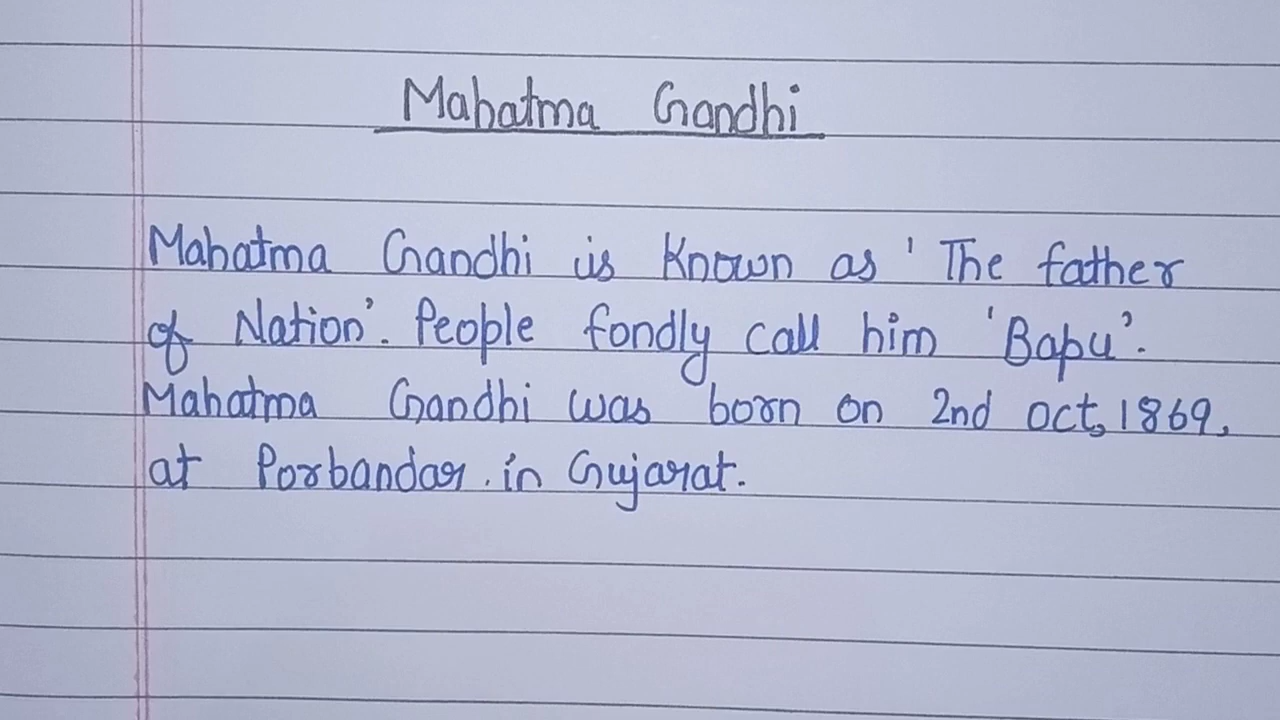 Mahatma Gandhi
Mahatma Gandhi is known as 'The father
of Nation'. People fondly call him 'Bapu'.
Mahatma Gandhi was born on 2nd oct, 1869,
at Porbandar. in Gujarat.